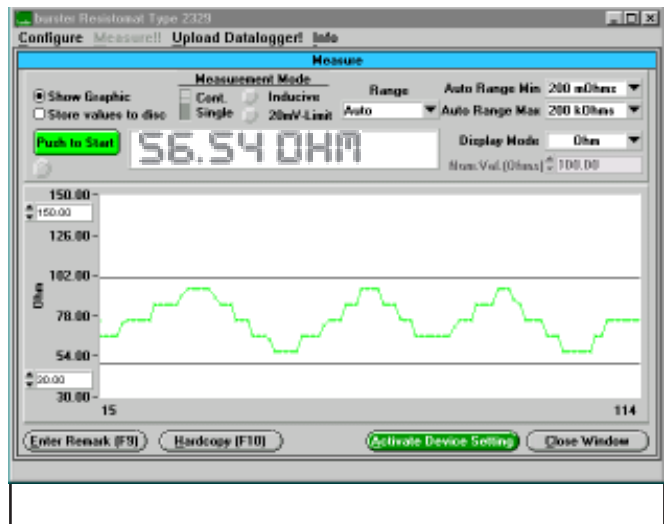 burster Resistomat Type 2329
Configure Measure!! Upload Datalogger! Info
Measure
Show Graphic
Store values to disc
Measurement Mode
Cont.
Single
Inducive
20mV-Limit
Range
Auto
Auto Range Min 200 mOhms
Auto Range Max 200 kOhms
Push to Start
56.54 OHM
Display Mode Ohm
Nom.Val.(Ohms) 100.00
150.00
150.00
126.00
102.00
Ohm
78.00
54.00
20.00
30.00
15 114
Enter Remark (F9) Hardcopy (F10) Activate Device Setting Close Window